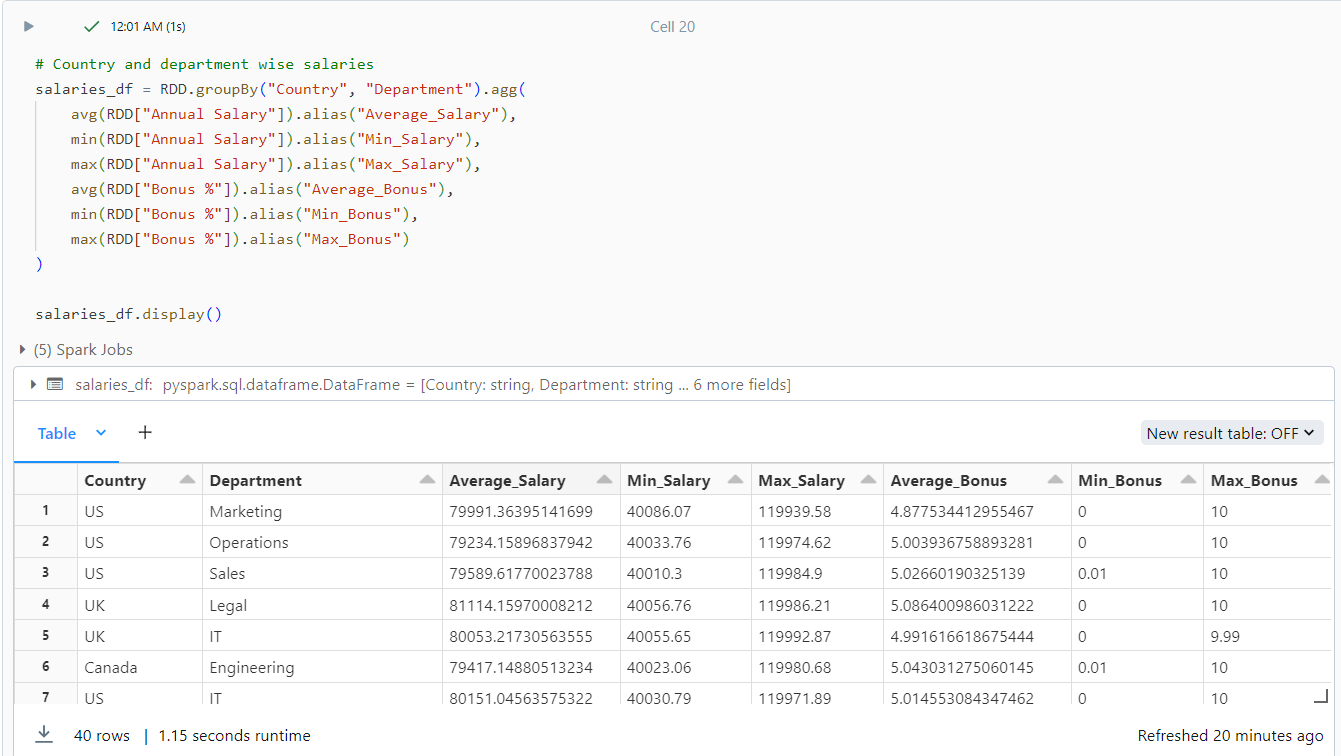 12:01 AM (1s) Cell 20
# Country and department wise salaries
salaries_df = RDD.groupBy("Country", "Department").agg(
    avg(RDD["Annual Salary"]).alias("Average_Salary"),
    min(RDD["Annual Salary"]).alias("Min_Salary"),
    max(RDD["Annual Salary"]).alias("Max_Salary"),
    avg(RDD["Bonus %"]).alias("Average_Bonus"),
    min(RDD["Bonus %"]).alias("Min_Bonus"),
    max(RDD["Bonus %"]).alias("Max_Bonus")
)
salaries_df.display()
(5) Spark Jobs
salaries_df: pyspark.sql.dataframe.DataFrame = [Country: string, Department: string ... 6 more fields]
Table + New result table: OFF
Country Department Average_Salary Min_Salary Max_Salary Average_Bonus Min_Bonus Max_Bonus
1 US Marketing 79991.36395141699 40086.07 119939.58 4.877534412955467 0 10
2 US Operations 79234.15896837942 40033.76 119974.62 5.003936758893281 0 10
3 US Sales 79589.61770023788 40010.3 119984.9 5.02660190325139 0.01 10
4 UK Legal 81114.15970008212 40056.76 119986.21 5.086400986031222 0 10
5 UK IT 80053.21730563555 40055.65 119992.87 4.991616618675444 0 9.99
6 Canada Engineering 79417.14880513234 40023.06 119980.68 5.043031275060145 0.01 10
7 US IT 80151.04563575322 40030.79 119971.89 5.014553084347462 0 10
40 rows | 1.15 seconds runtime Refreshed 20 minutes ago